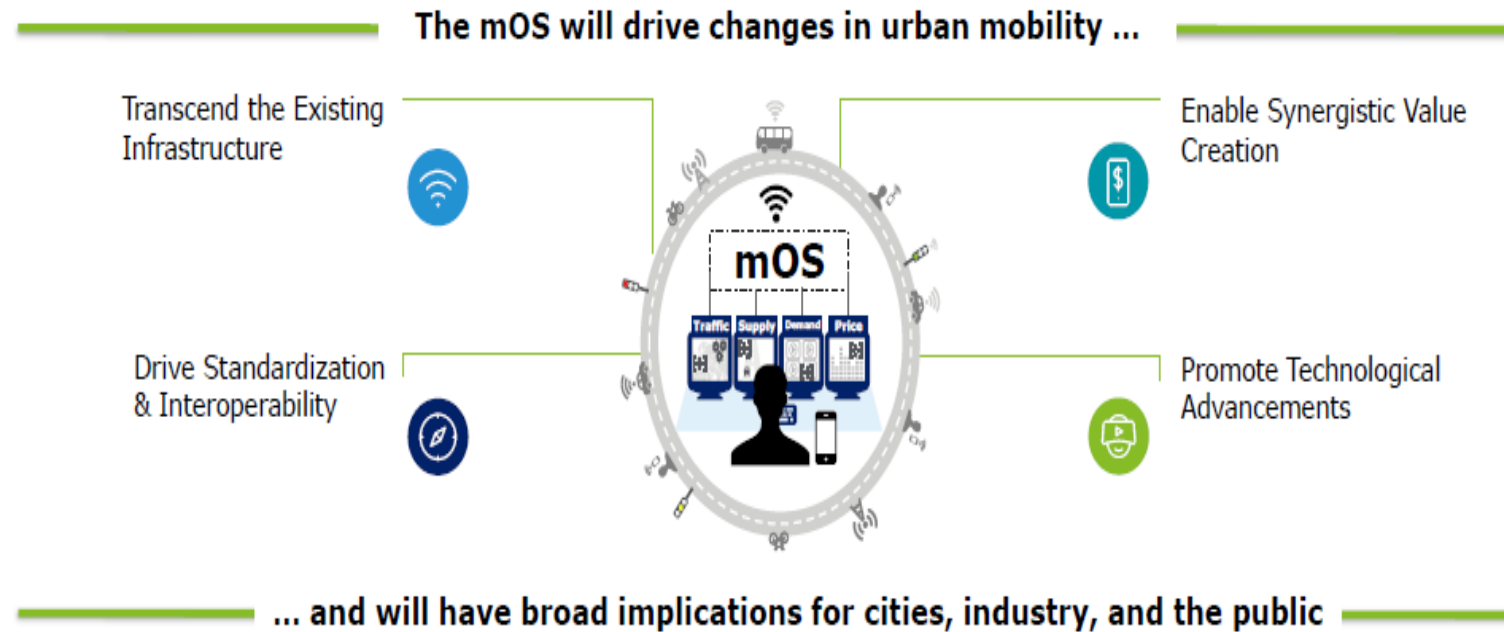 The mOS will drive changes in urban mobility ...
Transcend the Existing
Infrastructure
Enable Synergistic Value
Creation
mOS
Traffic
Supply
Demand
Price
Drive Standardization
& Interoperability
Promote Technological
Advancements
... and will have broad implications for cities, industry, and the public